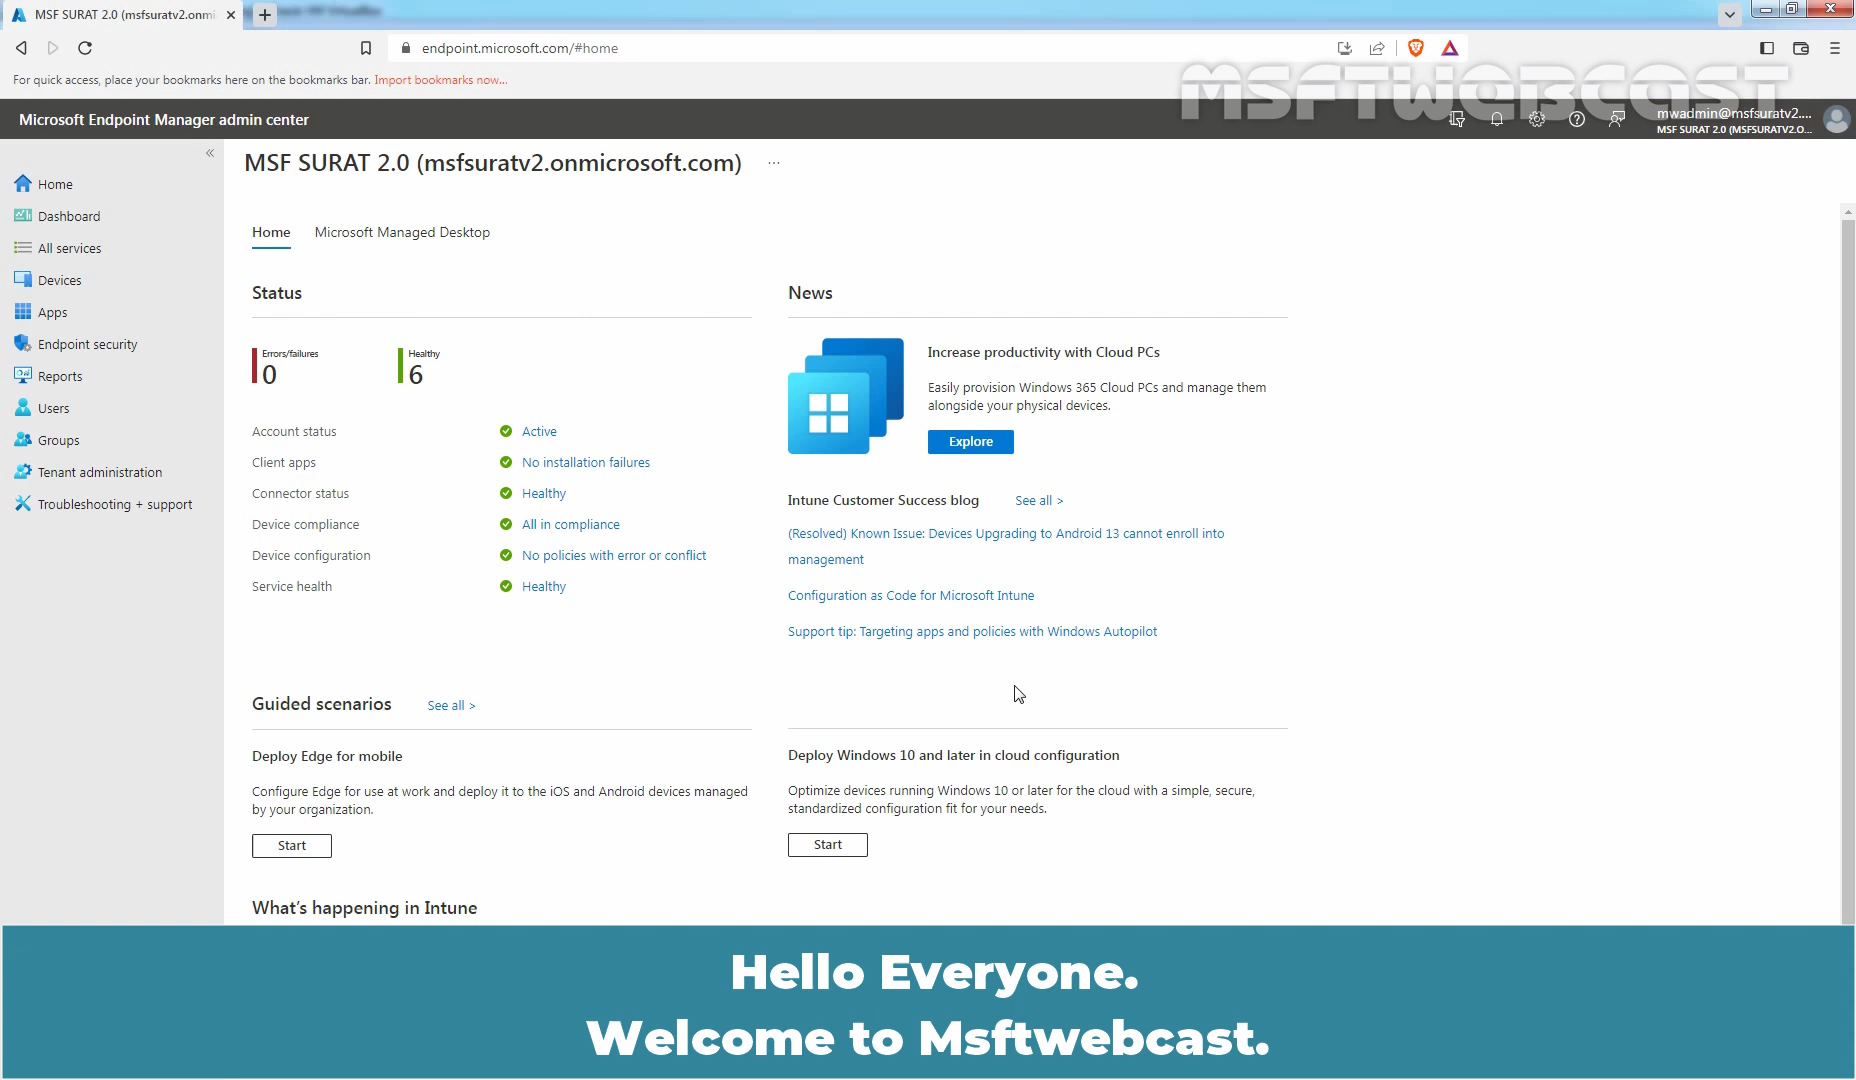 MSF SURAT 2.0 (msfsuratv2.onmi
endpoint.microsoft.com/#home
For quick access, place your bookmarks here on the bookmarks bar. Import bookmarks now...
MSFTWEBCAST
Microsoft Endpoint Manager admin center
mwadmin@msfsuratv2....
MSF SURAT 2.0 (MSFSURATV2.O...
Home
Dashboard
All services
Devices
Apps
Endpoint security
Reports
Users
Groups
Tenant administration
Troubleshooting + support
MSF SURAT 2.0 (msfsuratv2.onmicrosoft.com)
Home Microsoft Managed Desktop
Status
Errors/failures
0
Healthy
6
Account status Active
Client apps No installation failures
Connector status Healthy
Device compliance All in compliance
Device configuration No policies with error or conflict
Service health Healthy
News
Increase productivity with Cloud PCs
Easily provision Windows 365 Cloud PCs and manage them
alongside your physical devices.
Explore
Intune Customer Success blog See all >
(Resolved) Known Issue: Devices Upgrading to Android 13 cannot enroll into
management
Configuration as Code for Microsoft Intune
Support tip: Targeting apps and policies with Windows Autopilot
Guided scenarios See all >
Deploy Edge for mobile
Configure Edge for use at work and deploy it to the iOS and Android devices managed
by your organization.
Start
Deploy Windows 10 and later in cloud configuration
Optimize devices running Windows 10 or later for the cloud with a simple, secure,
standardized configuration fit for your needs.
Start
What's happening in Intune
Hello Everyone.
Welcome to Msftwebcast.